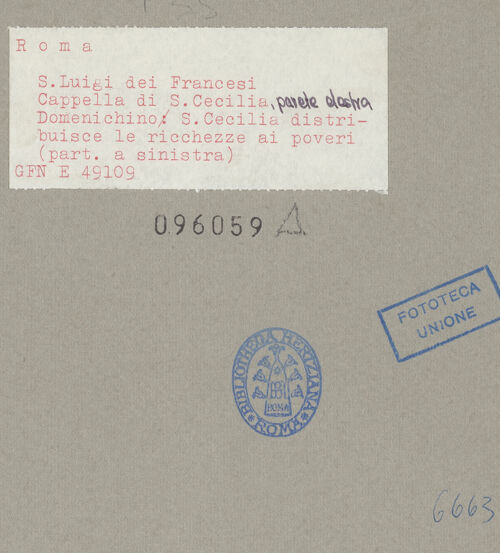 R o m a
S.Luigi dei Francesi
Cappella di S.Cecilia, parete destra
Domenichino: S.Cecilia distri-
buisce le ricchezze ai poveri
(part. a sinistra)
GFN E 49109
096059 A
FOTOTECA
UNIONE
BIBLIOTHECA HERTZIANA
ROMA
ROMA
6663